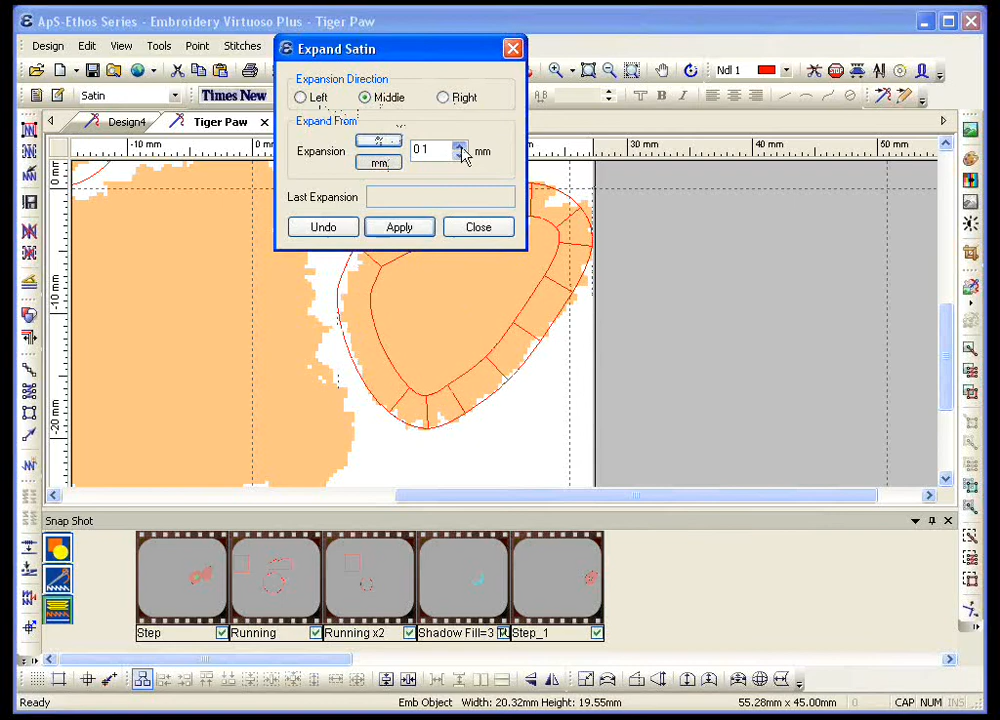 ApS-Ethos Series - Embroidery Virtuoso Plus - Tiger Paw
Design Edit View Tools Point Stitches
Ndl 1
Satin Times New
Design4 Tiger Paw
Expand Satin
Expansion Direction
Left Middle Right
Expand From
Expansion % 0 1 mm
mm
Last Expansion
Undo Apply Close
-10 mm 0 mm 30 mm 40 mm 50 mm
0 mm
-10 mm
-20 mm
Snap Shot
Step Running Running x2 Shadow Fill=3 Step_1
Ready Emb Object Width: 20.32mm Height: 19.55mm 55.28mm × 45.00mm 0 CAP NUM INS